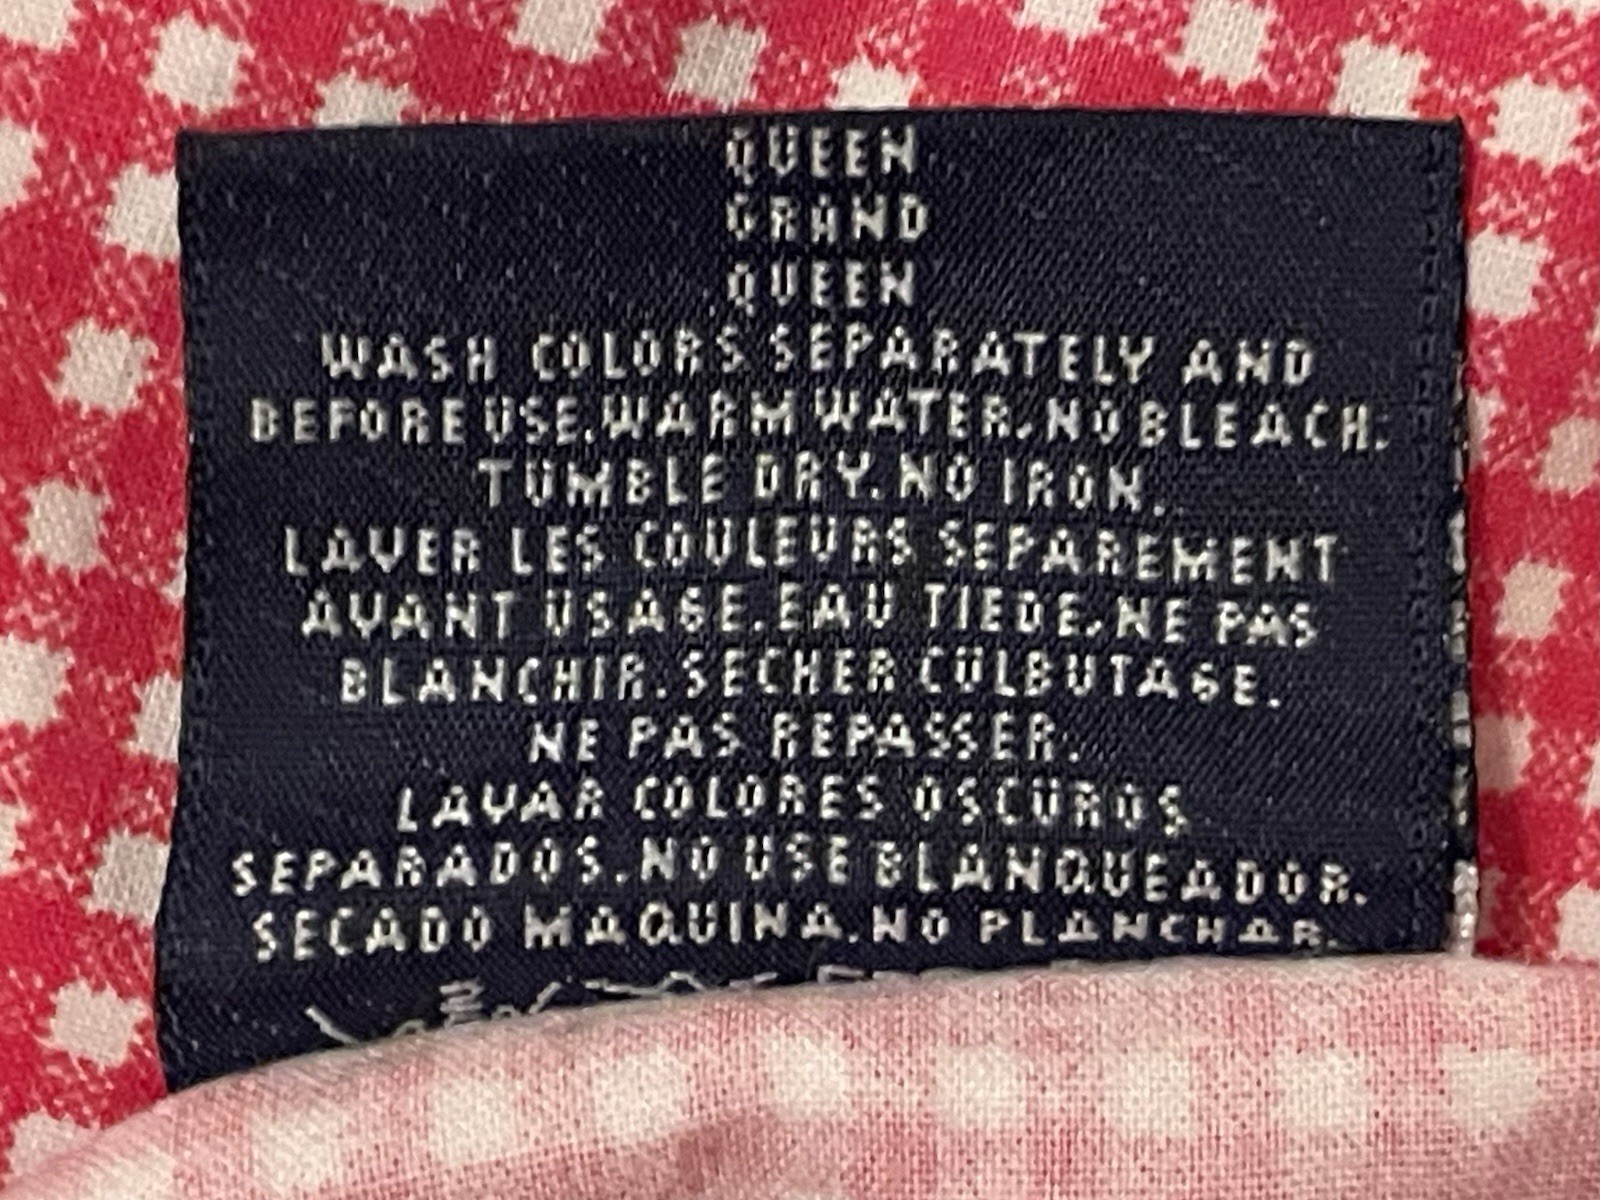 QUEEN
GRAND
QUEEN
WASH COLORS SEPARATELY AND
BEFORE USE.WARM WATER.NO BLEACH.
TUMBLE DRY.NO IRON.
LAVER LES COULEURS SEPAREMENT
AVANT USAGE.EAU TIEDE.NE PAS
BLANCHIR.SECHER CULBUTAGE.
NE PAS REPASSER.
LAVAR COLORES OSCUROS
SEPARADOS.NO USE BLANQUEADOR.
SECADO MAQUINA.NO PLANCHAR.